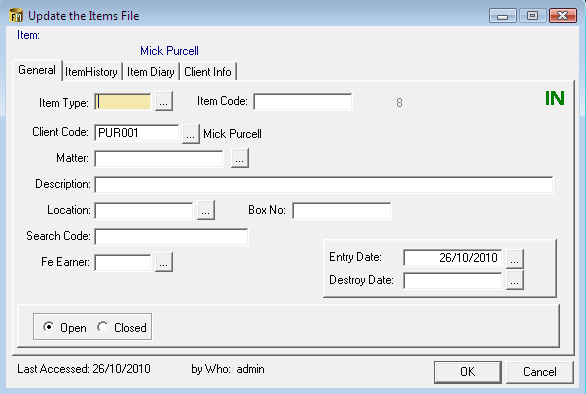 Update the Items File
Item:
Mick Purcell
General ItemHistory Item Diary Client Info
Item Type: ... Item Code: 8 IN
Client Code: PUR001 ... Mick Purcell
Matter: ...
Description:
Location: ... Box No:
Search Code:
Fe Earner: ...
Entry Date: 26/10/2010 ...
Destroy Date: ...
Open Closed
Last Accessed: 26/10/2010 by Who: admin OK Cancel